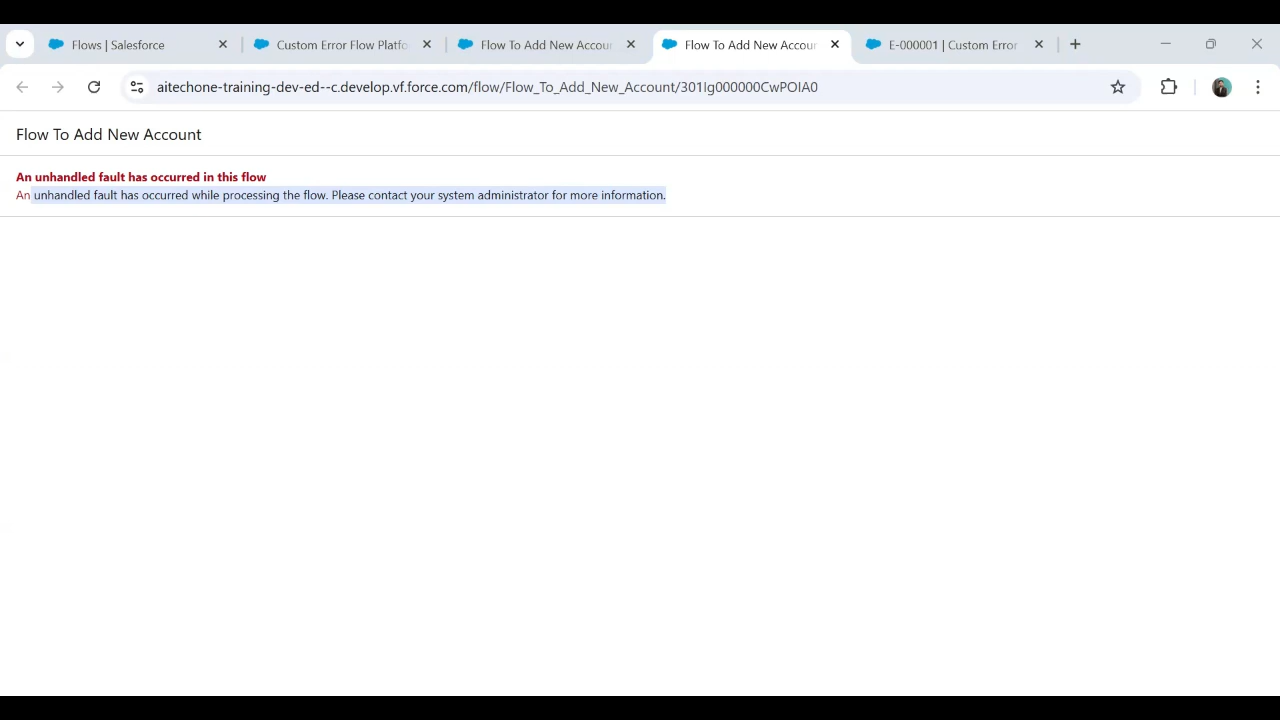 Flows | Salesforce
Custom Error Flow Platfo
Flow To Add New Accou
Flow To Add New Accour
E-000001 | Custom Error
aitechone-training-dev-ed--c.develop.vf.force.com/flow/Flow_To_Add_New_Account/301Ig000000CwPOIA0
Flow To Add New Account
An unhandled fault has occurred in this flow
An unhandled fault has occurred while processing the flow. Please contact your system administrator for more information.